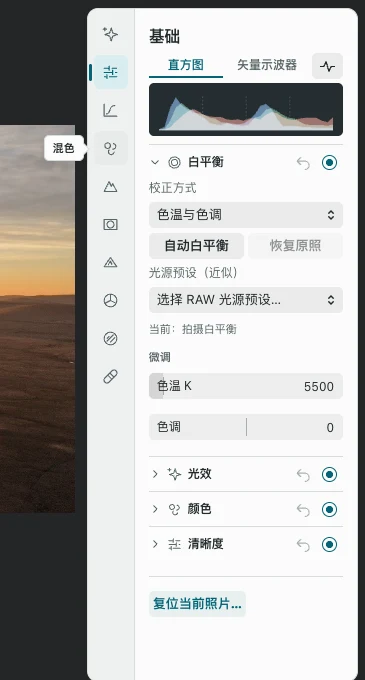 基础
直方图
矢量示波器
混色
白平衡
校正方式
色温与色调
自动白平衡
恢复原照
光源预设（近似）
选择 RAW 光源预设...
当前：拍摄白平衡
微调
色温 K
5500
色调
0
光效
颜色
清晰度
复位当前照片...